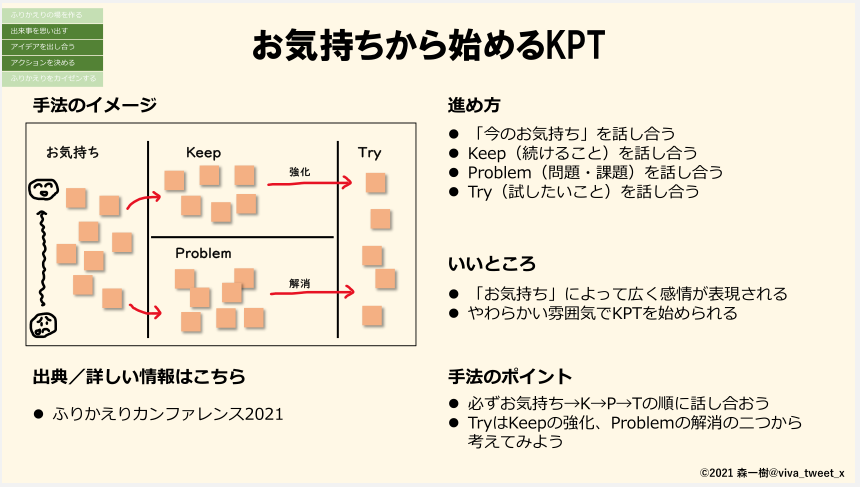 ふりかえりの場を作る
出来事を思い出す
アイデアを出し合う
アクションを決める
ふりかえりをカイゼンする
お気持ちから始めるKPT
手法のイメージ
お気持ち
Keep
Try
強化
Problem
解消
出典／詳しい情報はこちら
● ふりかえりカンファレンス2021
進め方
● 「今のお気持ち」を話し合う
● Keep（続けること）を話し合う
● Problem（問題・課題）を話し合う
● Try（試したいこと）を話し合う
いいところ
● 「お気持ち」によって広く感情が表現される
● やわらかい雰囲気でKPTを始められる
手法のポイント
● 必ずお気持ち→K→P→Tの順に話し合おう
● TryはKeepの強化、Problemの解消の二つから
考えてみよう
©2021 森一樹@viva_tweet_x